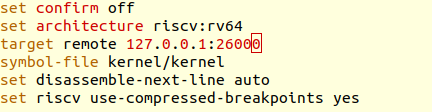 set confirm off
set architecture riscv:rv64
target remote 127.0.0.1:26000
symbol-file kernel/kernel
set disassemble-next-line auto
set riscv use-compressed-breakpoints yes